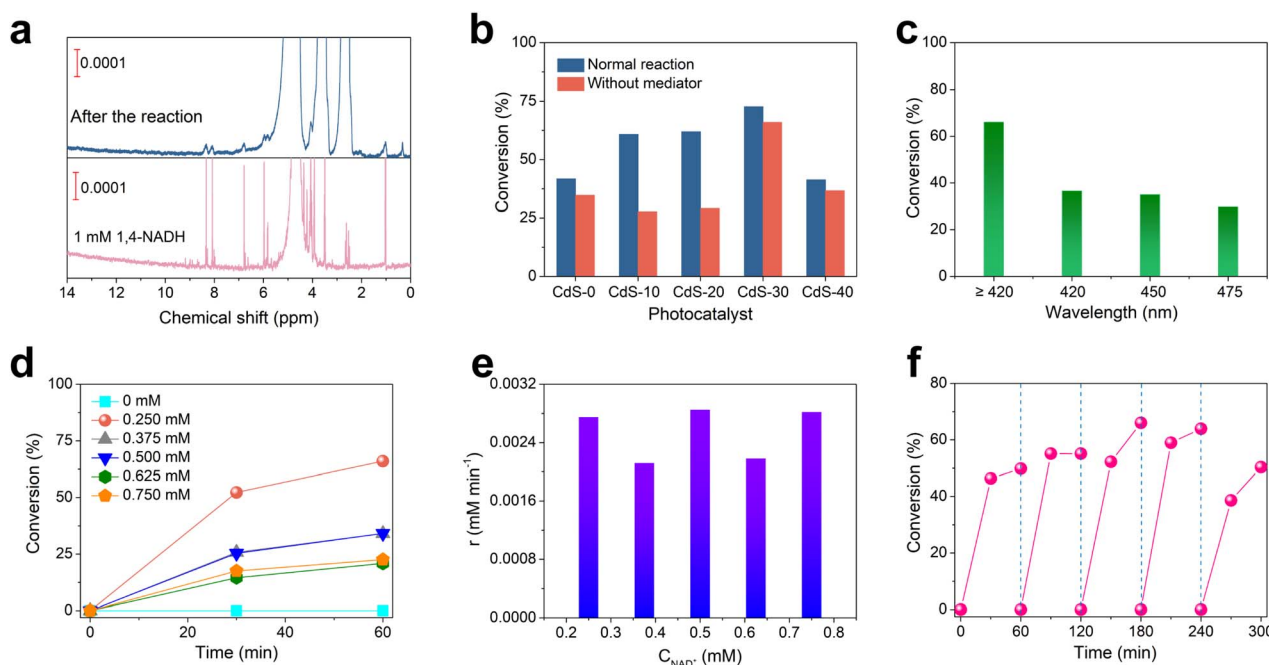 a
0.0001
After the reaction
0.0001
1 mM 1,4-NADH
14 12 10 8 6 4 2 0
Chemical shift (ppm)
b
100
75
50
25
0
Conversion (%)
Normal reaction
Without mediator
CdS-0 CdS-10 CdS-20 CdS-30 CdS-40
Photocatalyst
c
100
80
60
40
20
0
Conversion (%)
≥ 420 420 450 475
Wavelength (nm)
d
100
75
50
25
0
Conversion (%)
0 mM
0.250 mM
0.375 mM
0.500 mM
0.625 mM
0.750 mM
0 20 40 60
Time (min)
e
0.0032
0.0024
0.0016
0.0008
0.0000
r (mM min⁻¹)
0.2 0.3 0.4 0.5 0.6 0.7 0.8
C_NAD⁺ (mM)
f
80
60
40
20
0
Conversion (%)
0 60 120 180 240 300
Time (min)